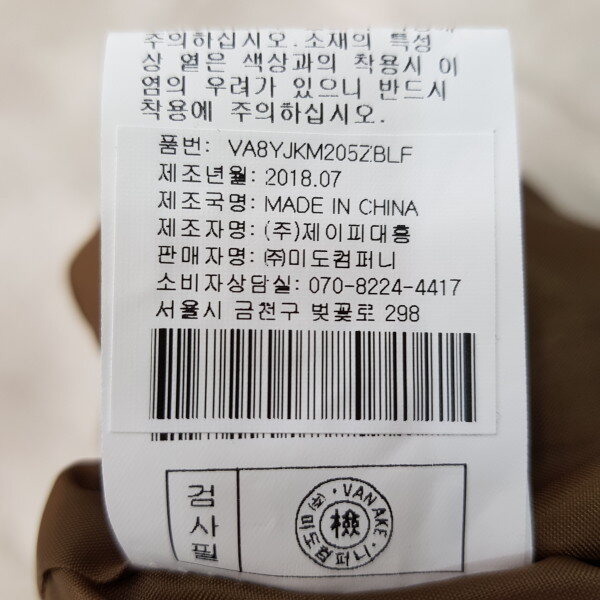 주의하십시오. 소재의 특성
상 옅은 색상과의 착용시 이
염의 우려가 있으니 반드시
착용에 주의하십시오.
품번: VA8YJKM205ZBLF
제조년월: 2018.07
제조국명: MADE IN CHINA
제조자명: (주)제이피대흥
판매자명: ㈜미도컴퍼니
소비자상담실: 070-8224-4417
서울시 금천구 벚꽃로 298
검
사
필
VAN AKE
㈜미도컴퍼니
檢